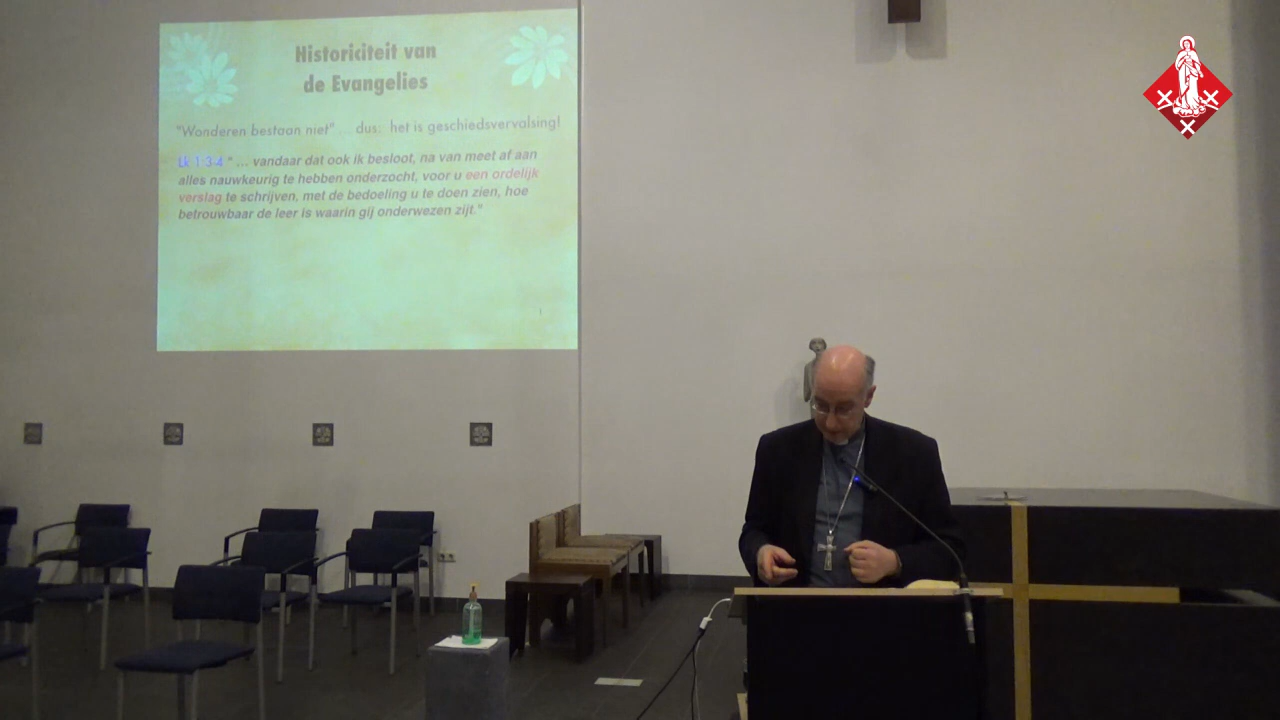 Historiciteit van
de Evangelies
"Wonderen bestaan niet" ... dus: het is geschiedsvervalsing!
Lk 1:3-4 " ... vandaar dat ook ik besloot, na van meet af aan
alles nauwkeurig te hebben onderzocht, voor u een ordelijk
verslag te schrijven, met de bedoeling u te doen zien, hoe
betrouwbaar de leer is waarin gij onderwezen zijt."
1